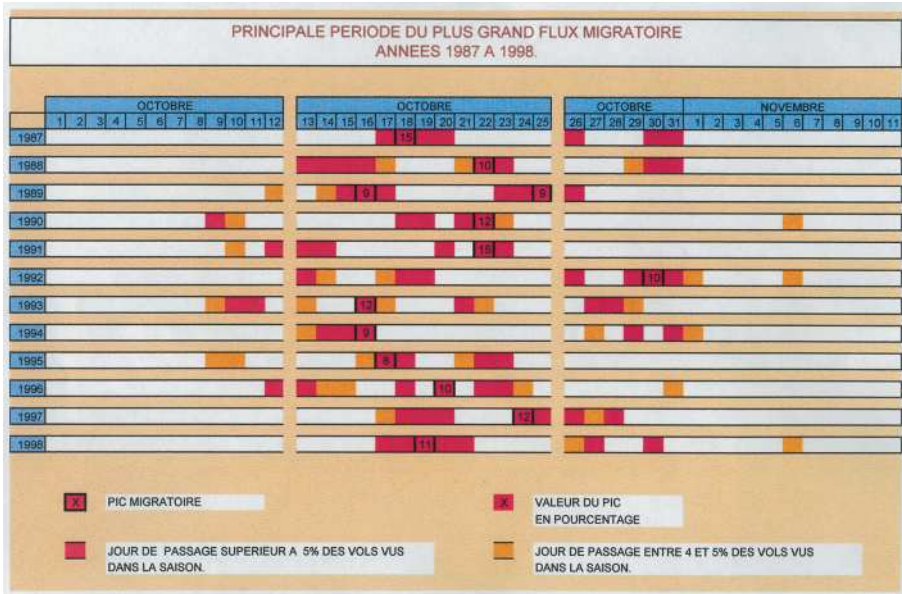 PRINCIPALE PERIODE DU PLUS GRAND FLUX MIGRATOIRE
ANNEES 1987 A 1998.
OCTOBRE OCTOBRE OCTOBRE NOVEMBRE
1 2 3 4 5 6 7 8 9 10 11 12 13 14 15 16 17 18 19 20 21 22 23 24 25 26 27 28 29 30 31 1 2 3 4 5 6 7 8 9 10 11
1987 15
1988 10
1989 9 9
1990 12
1991 15
1992 10
1993 12
1994 9
1995 8
1996 10
1997 12
1998 11
X PIC MIGRATOIRE
X VALEUR DU PIC
EN POURCENTAGE
JOUR DE PASSAGE SUPERIEUR A 5% DES VOLS VUS
DANS LA SAISON.
JOUR DE PASSAGE ENTRE 4 ET 5% DES VOLS VUS
DANS LA SAISON.